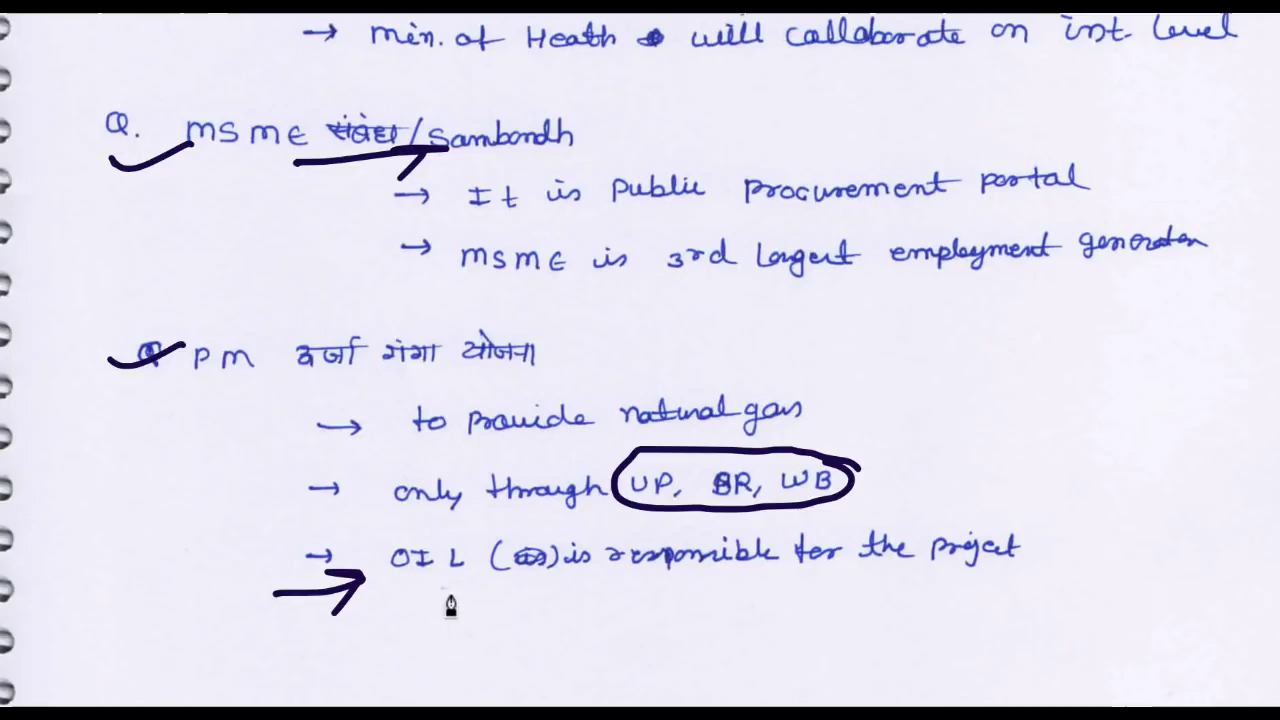 → Min. of Heath will collaborate on int. level
Q. MSME संबंध / Sambandh
→ It is Public Procurement portal
→ MSME is 3rd largest employment generator
Q PM ऊर्जा गंगा योजना
→ to provide natural gas
→ only through UP, BR, WB
→ OIL ( ) is responsible for the project